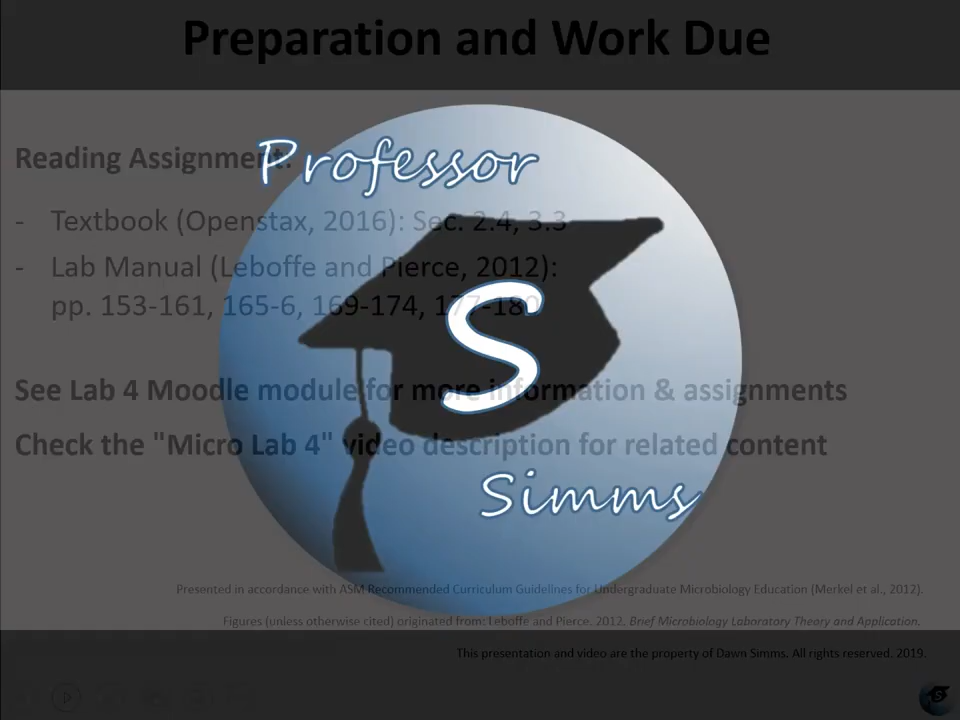 Preparation and Work Due
Professor
Reading Assignment:
- Textbook (Openstax, 2016): Sec. 2.4, 3.3
- Lab Manual (Leboffe and Pierce, 2012):
pp. 153-161, 165-6, 169-174, 177-180
S
See Lab 4 Moodle module for more information & assignments
Check the "Micro Lab 4" video description for related content
Simms
Presented in accordance with ASM Recommended Curriculum Guidelines for Undergraduate Microbiology Education (Merkel et al., 2012).
Figures (unless otherwise cited) originated from: Leboffe and Pierce. 2012. Brief Microbiology Laboratory Theory and Application.
This presentation and video are the property of Dawn Simms. All rights reserved. 2019.
S